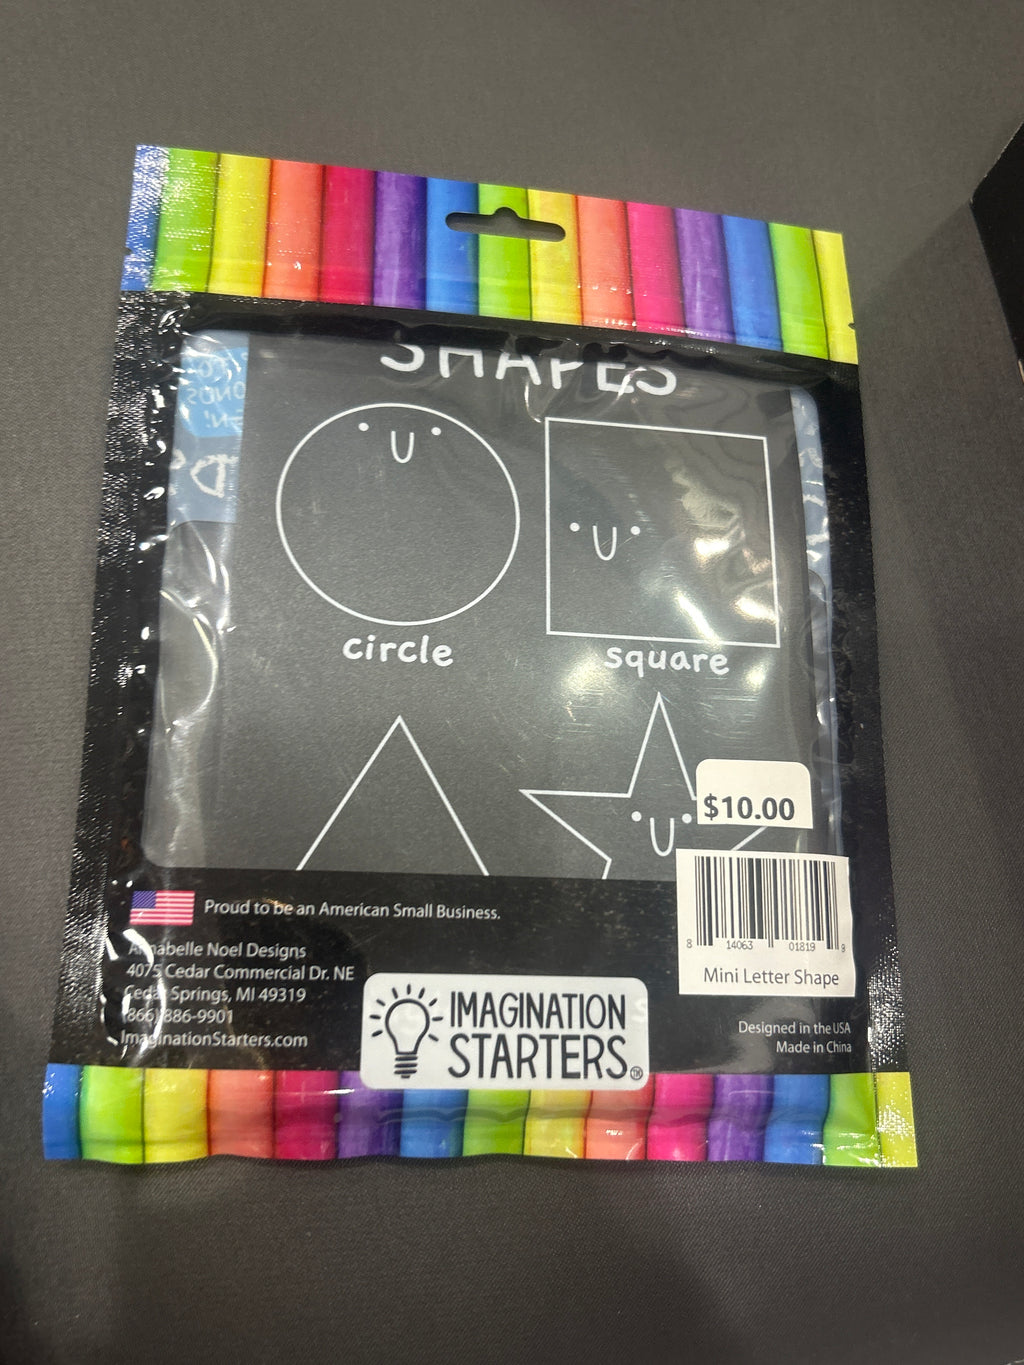 SHAPES
circle
square
$10.00
8 14063 01819 9
Mini Letter Shape
Proud to be an American Small Business.
Annabelle Noel Designs
4075 Cedar Commercial Dr. NE
Cedar Springs, MI 49319
(866) 886-9901
ImaginationStarters.com
IMAGINATION
STARTERS™
Designed in the USA
Made in China